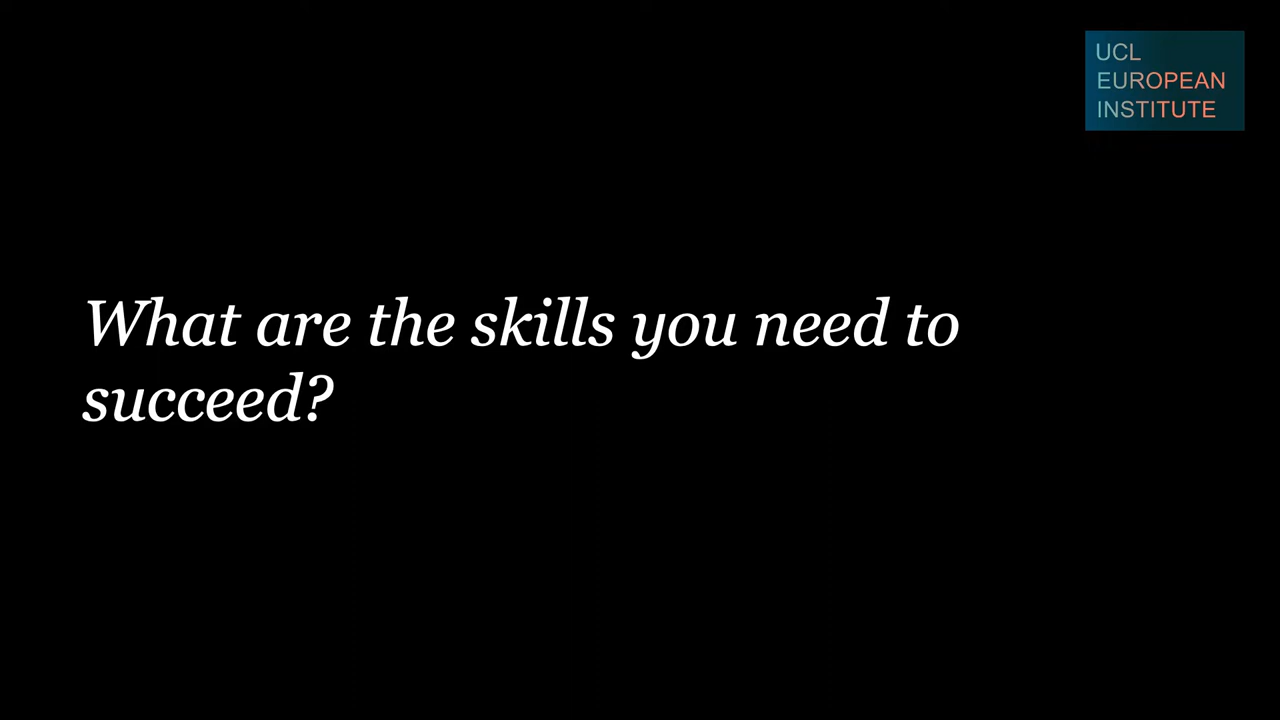 UCL
EUROPEAN
INSTITUTE
What are the skills you need to
succeed?